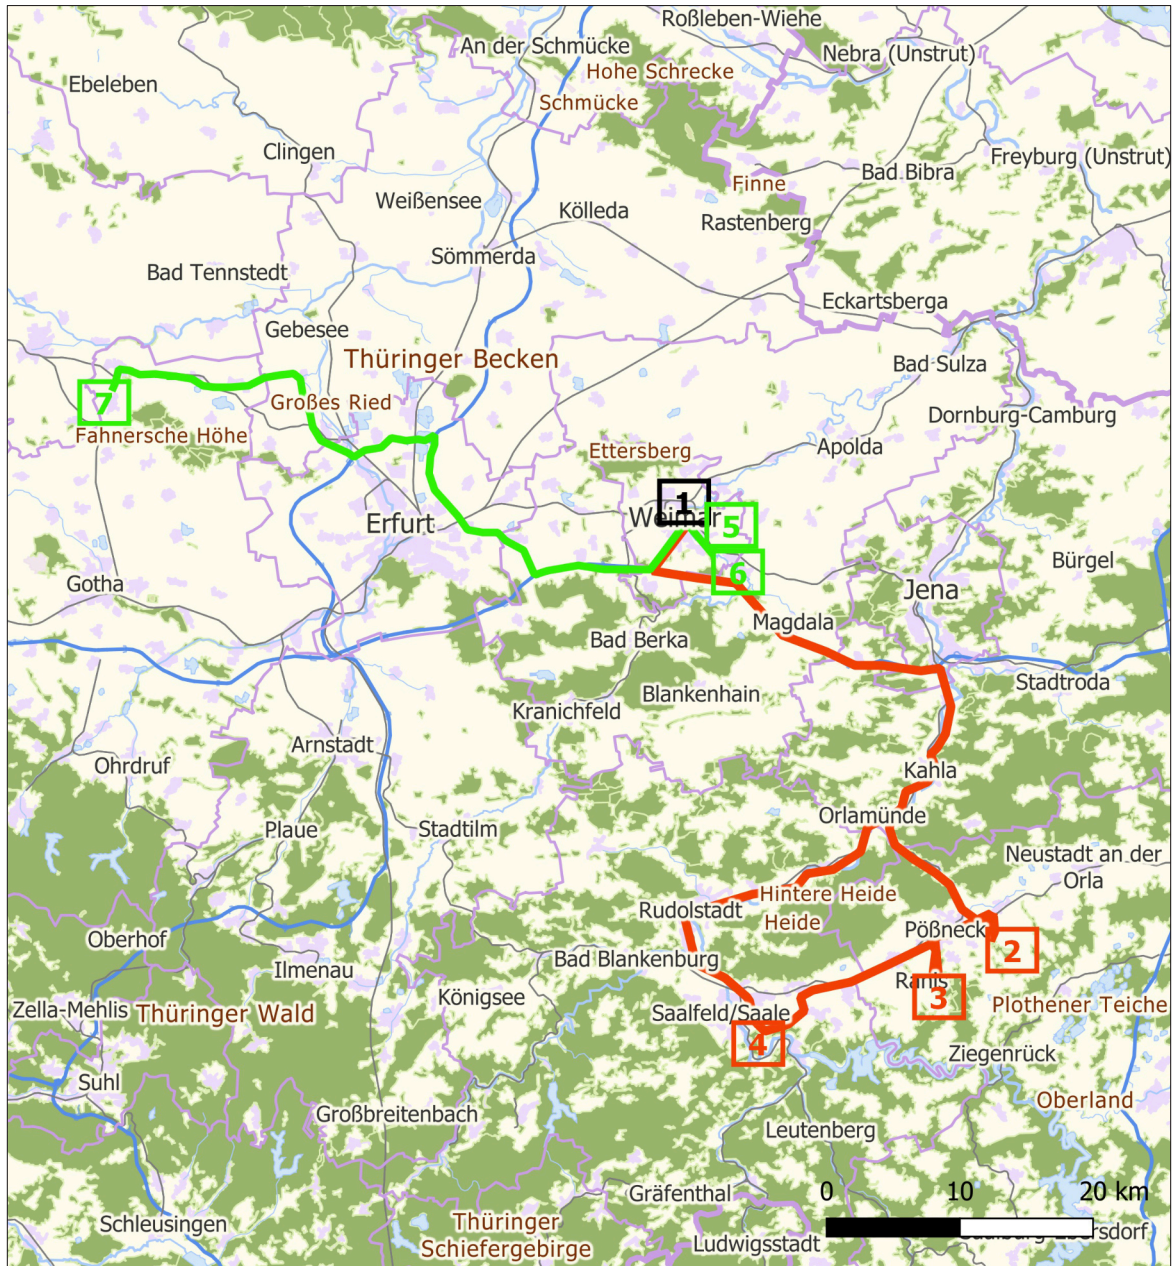 Roßleben-Wiehe
An der Schmücke
Nebra (Unstrut)
Hohe Schrecke
Ebeleben
Schmücke
Clingen
Freyburg (Unstrut)
Bad Bibra
Finne
Weißensee
Kölleda
Rastenberg
Sömmerda
Bad Tennstedt
Eckartsberga
Gebesee
Thüringer Becken
Bad Sulza
7
Großes Ried
Dornburg-Camburg
Fahnersche Höhe
Apolda
Ettersberg
1
Weimar
Erfurt
5
Bürgel
6
Gotha
Jena
Magdala
Bad Berka
Stadtroda
Blankenhain
Kranichfeld
Arnstadt
Ohrdruf
Kahla
Orlamünde
Plaue
Stadtilm
Neustadt an der
Orla
Hintere Heide
Rudolstadt
Heide
Pößneck
Oberhof
2
Bad Blankenburg
Ilmenau
Ranis
Königsee
3
Zella-Mehlis
Thüringer Wald
Saalfeld/Saale
Plothener Teiche
4
Ziegenrück
Suhl
Oberland
Großbreitenbach
Leutenberg
0 10 20 km
Gräfenthal
Schleusingen
Thüringer
Schiefergebirge
Ludwigsstadt